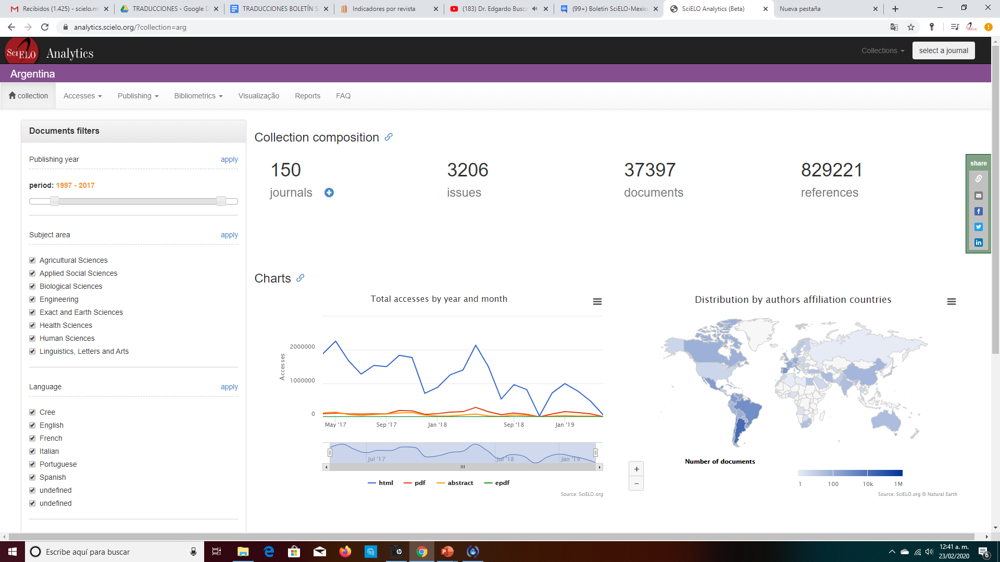 Recibidos (1.425) - scielo.m
TRADUCCIONES - Google D
TRADUCCIONES BOLETÍN S
Indicadores por revista
(183) Dr. Edgardo Busca
(99+) Boletin SciELO-Mexic
SciELO Analytics (Beta)
Nueva pestaña
analytics.scielo.org/?collection=arg
SciELO Analytics
Collections
select a journal
Argentina
collection
Accesses
Publishing
Bibliometrics
Visualização
Reports
FAQ
Documents filters
Publishing year
apply
period: 1997 - 2017
Subject area
apply
Agricultural Sciences
Applied Social Sciences
Biological Sciences
Engineering
Exact and Earth Sciences
Health Sciences
Human Sciences
Linguistics, Letters and Arts
Language
apply
Cree
English
French
Italian
Portuguese
Spanish
undefined
undefined
Collection composition
150
journals
3206
issues
37397
documents
829221
references
share
Charts
Total accesses by year and month
Accesses
2000000
1000000
0
May '17
Sep '17
Jan '18
Sep '18
Jan '19
Jul '17
Jul '18
Jan '19
html
pdf
abstract
epdf
Source: SciELO.org
Distribution by authors affiliation countries
+
−
Number of documents
1
100
10k
1M
Source: SciELO.org © Natural Earth
Escribe aquí para buscar
12:41 a. m.
23/02/2020
6